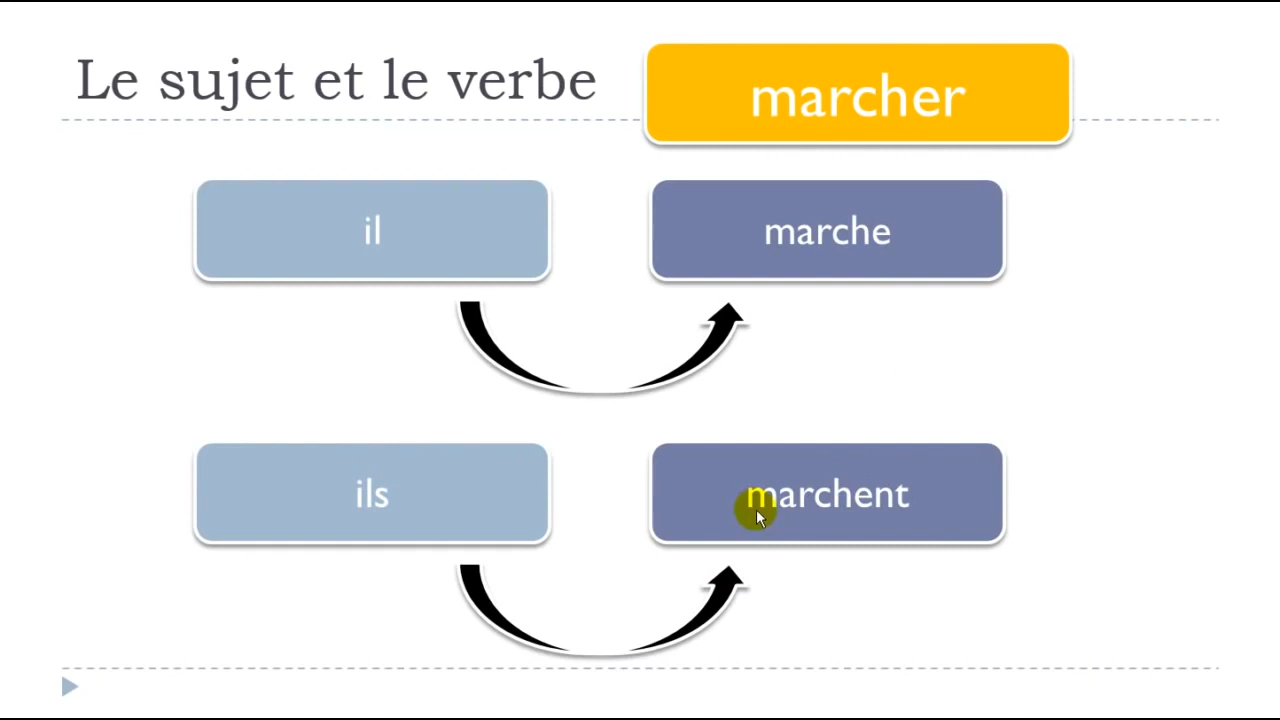 Le sujet et le verbe
marcher
il
marche
ils
marchent